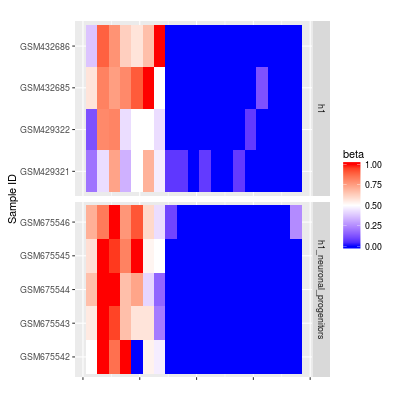 GSM432686
GSM432685
GSM429322
GSM429321
h1
GSM675546
GSM675545
GSM675544
GSM675543
GSM675542
h1_neuronal_progenitors
Sample ID
beta
1.00
0.75
0.50
0.25
0.00